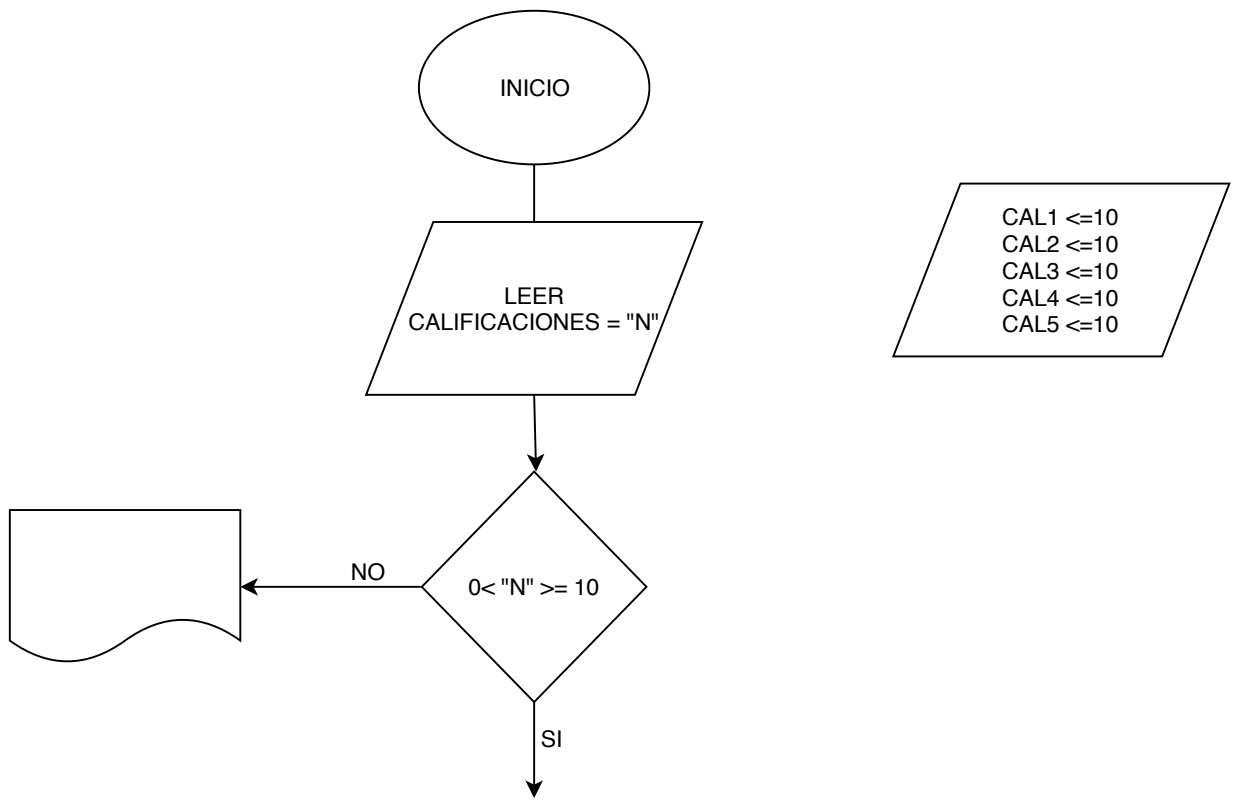 INICIO
LEER
CALIFICACIONES = "N"
CAL1 <=10
CAL2 <=10
CAL3 <=10
CAL4 <=10
CAL5 <=10
NO
0< "N" >= 10
SI